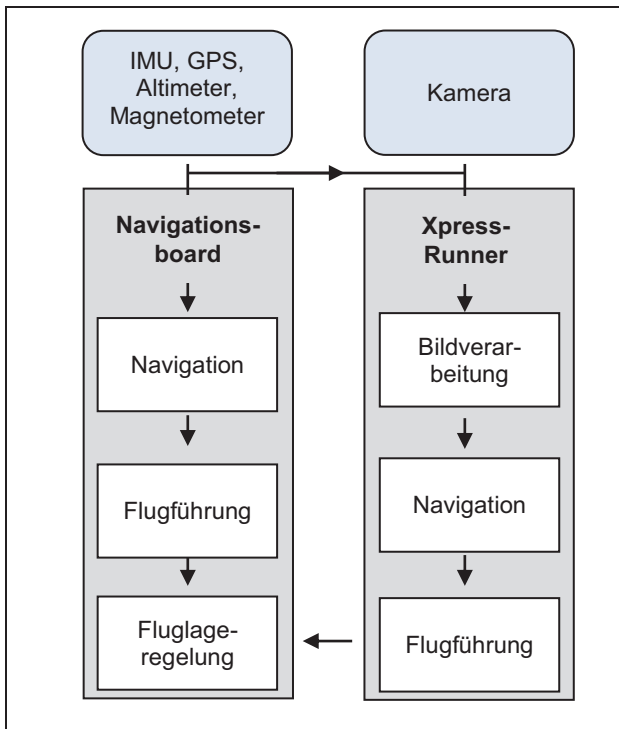 IMU, GPS,
Altimeter,
Magnetometer
Kamera
Navigations-
board
Navigation
Flugführung
Fluglage-
regelung
Xpress-
Runner
Bildverar-
beitung
Navigation
Flugführung